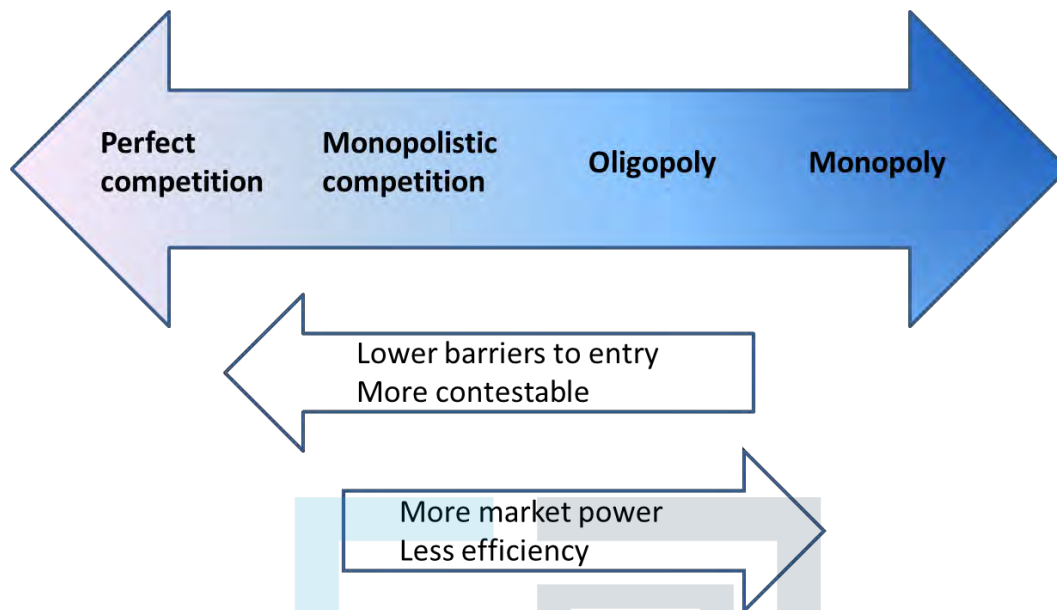 Perfect
competition
Monopolistic
competition
Oligopoly
Monopoly
Lower barriers to entry
More contestable
More market power
Less efficiency